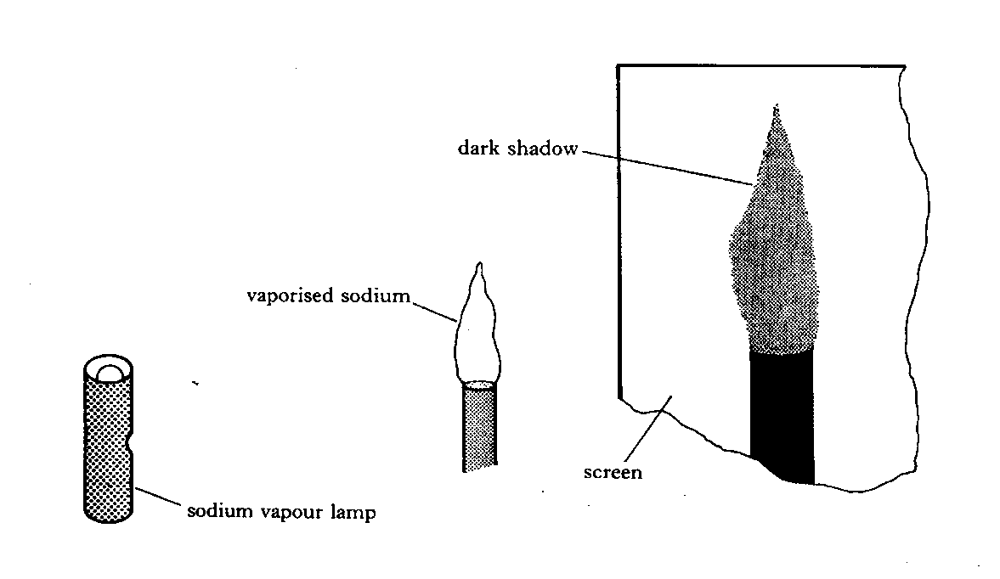 dark shadow
vaporised sodium
screen
sodium vapour lamp